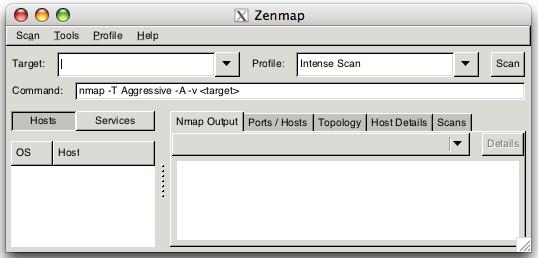 Zenmap
Scan Tools Profile Help
Target: Profile: Intense Scan Scan
Command: nmap -T Aggressive -A -v <target>
Hosts Services
Nmap Output Ports / Hosts Topology Host Details Scans
OS Host
Details